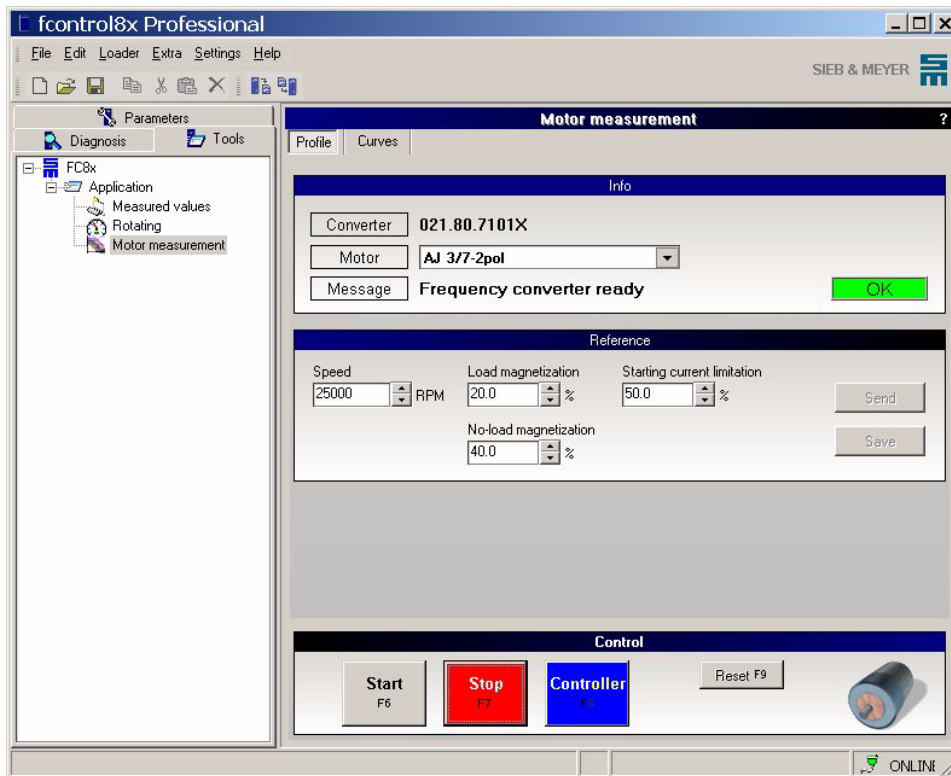 fcontrol8x Professional
File Edit Loader Extra Settings Help
SIEB & MEYER
Parameters
Diagnosis Tools
FC8x
Application
Measured values
Rotating
Motor measurement
Motor measurement ?
Profile Curves
Info
Converter 021.80.7101X
Motor AJ 3/7-2pol
Message Frequency converter ready OK
Reference
Speed Load magnetization Starting current limitation
25000 RPM 20.0 % 50.0 % Send
No-load magnetization
40.0 % Save
Control
Start Stop Controller Reset F9
F6 F7
ONLINE